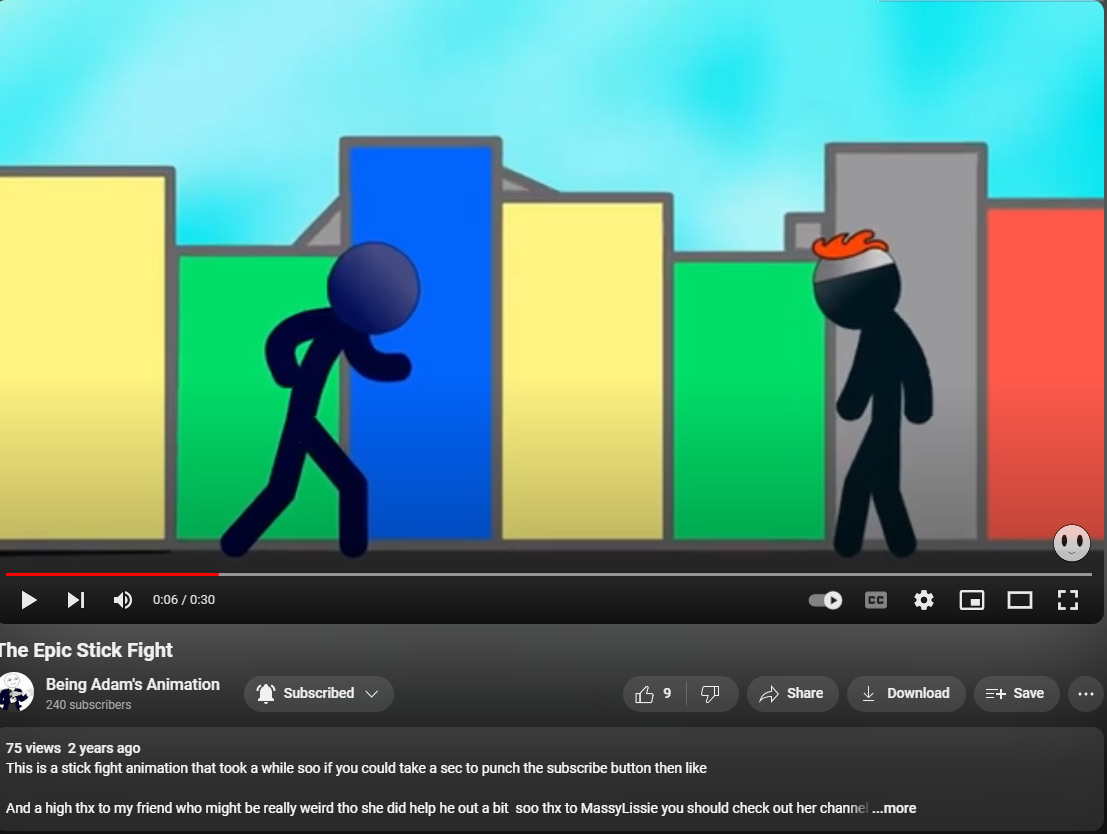 CC
0:06 / 0:30
The Epic Stick Fight
Being Adam's Animation
240 subscribers
Subscribed
9
Share
Download
Save
75 views 2 years ago
This is a stick fight animation that took a while soo if you could take a sec to punch the subscribe button then like
And a high thx to my friend who might be really weird tho she did help he out a bit soo thx to MassyLissie you should check out her channel ...more